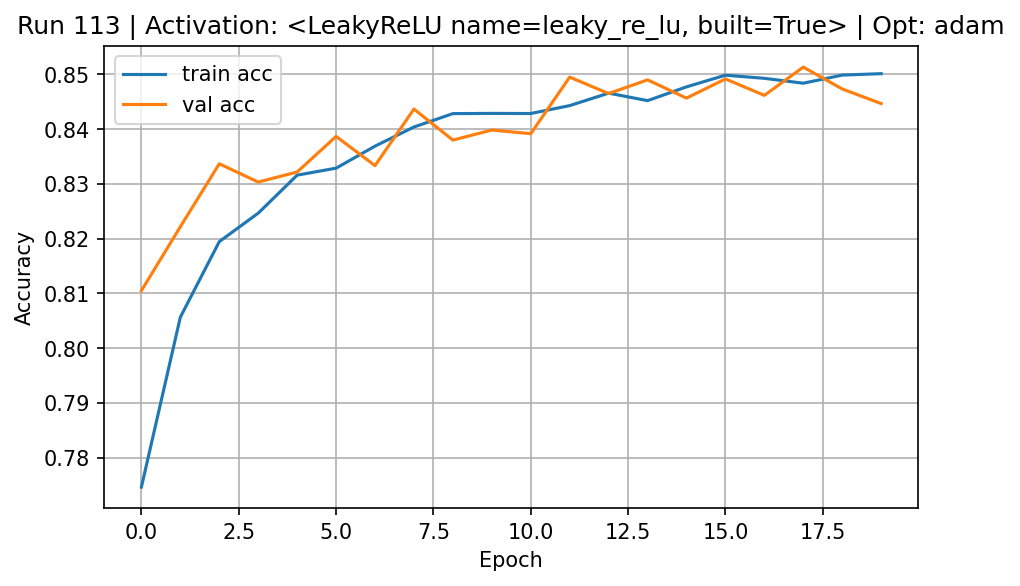 Run 113 | Activation: <LeakyReLU name=leaky_re_lu, built=True> | Opt: adam
train acc
val acc
0.85
0.84
0.83
0.82
0.81
0.80
0.79
0.78
Accuracy
0.0 2.5 5.0 7.5 10.0 12.5 15.0 17.5
Epoch